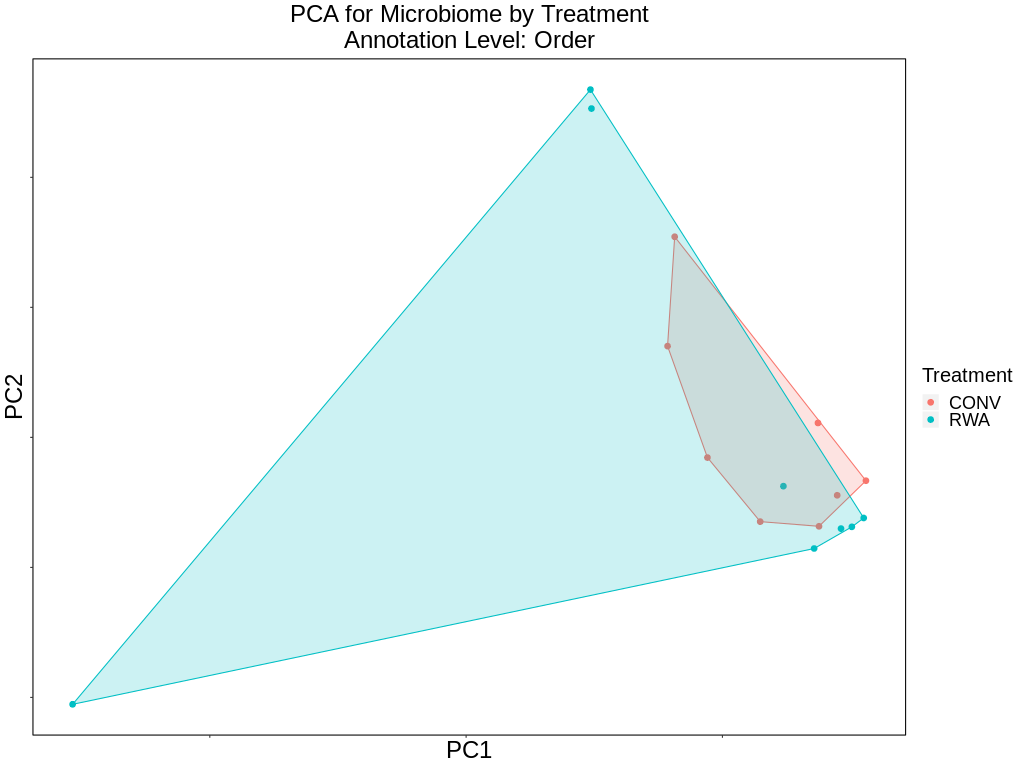 PCA for Microbiome by Treatment
Annotation Level: Order
PC2
Treatment
CONV
RWA
PC1